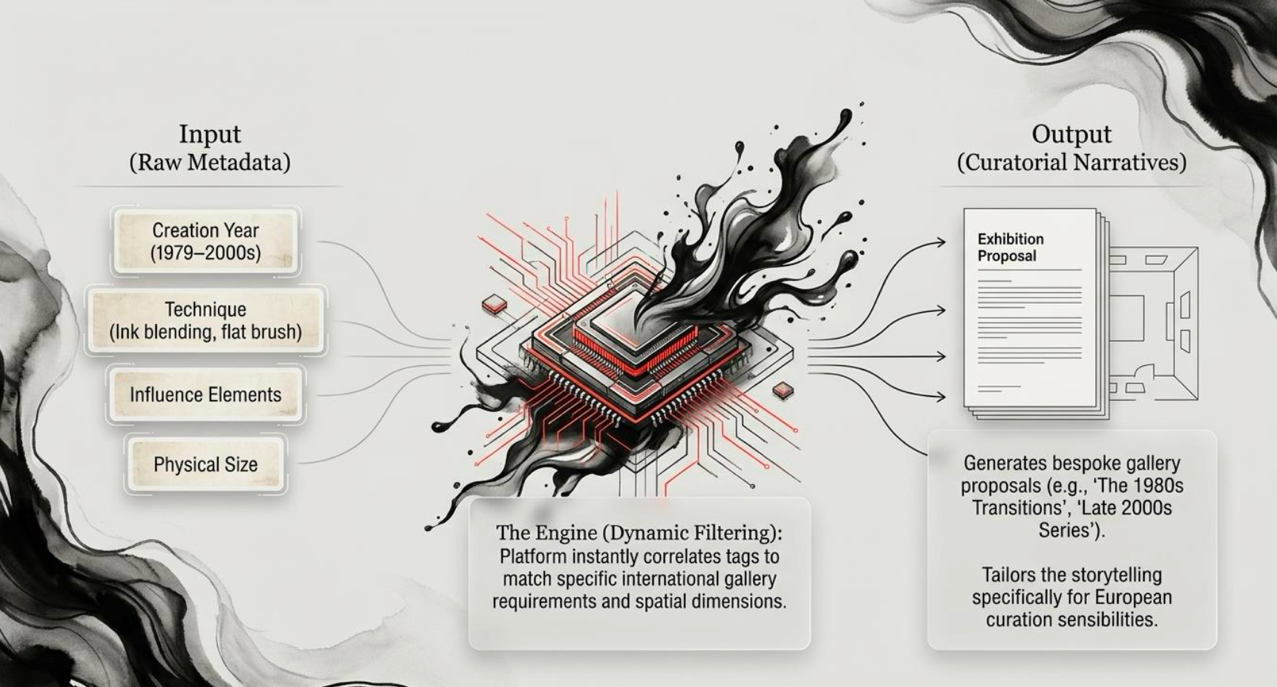 Input
(Raw Metadata)
Creation Year
(1979–2000s)
Technique
(Ink blending, flat brush)
Influence Elements
Physical Size
The Engine (Dynamic Filtering):
Platform instantly correlates tags to
match specific international gallery
requirements and spatial dimensions.
Output
(Curatorial Narratives)
Exhibition
Proposal
Generates bespoke gallery
proposals (e.g., ‘The 1980s
Transitions’, ‘Late 2000s
Series’).
Tailors the storytelling
specifically for European
curation sensibilities.